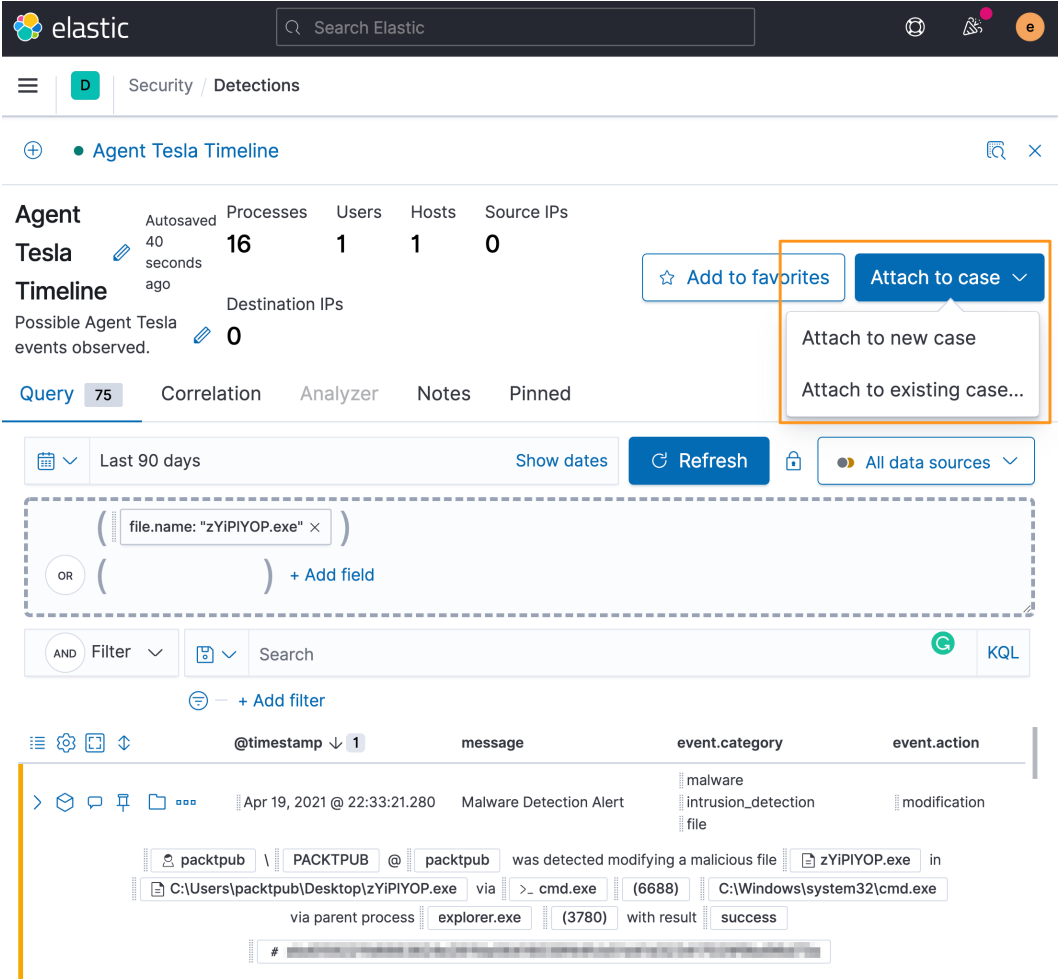 elastic
Search Elastic
e
D
Security / Detections
Agent Tesla Timeline
Agent Tesla Timeline
Autosaved 40 seconds ago
Possible Agent Tesla events observed.
Processes
16
Users
1
Hosts
1
Source IPs
0
Destination IPs
0
Add to favorites
Attach to case
Attach to new case
Attach to existing case...
Query 75
Correlation
Analyzer
Notes
Pinned
Last 90 days
Show dates
Refresh
All data sources
( file.name: "zYiPlYOP.exe" × )
OR ( ) + Add field
AND Filter
Search
KQL
+ Add filter
@timestamp 1 message event.category event.action
malware
Apr 19, 2021 @ 22:33:21.280 Malware Detection Alert intrusion_detection modification
file
packtpub \ PACKTPUB @ packtpub was detected modifying a malicious file zYiPlYOP.exe in
C:\Users\packtpub\Desktop\zYiPlYOP.exe via >_ cmd.exe (6688) C:\Windows\system32\cmd.exe
via parent process explorer.exe (3780) with result success
#